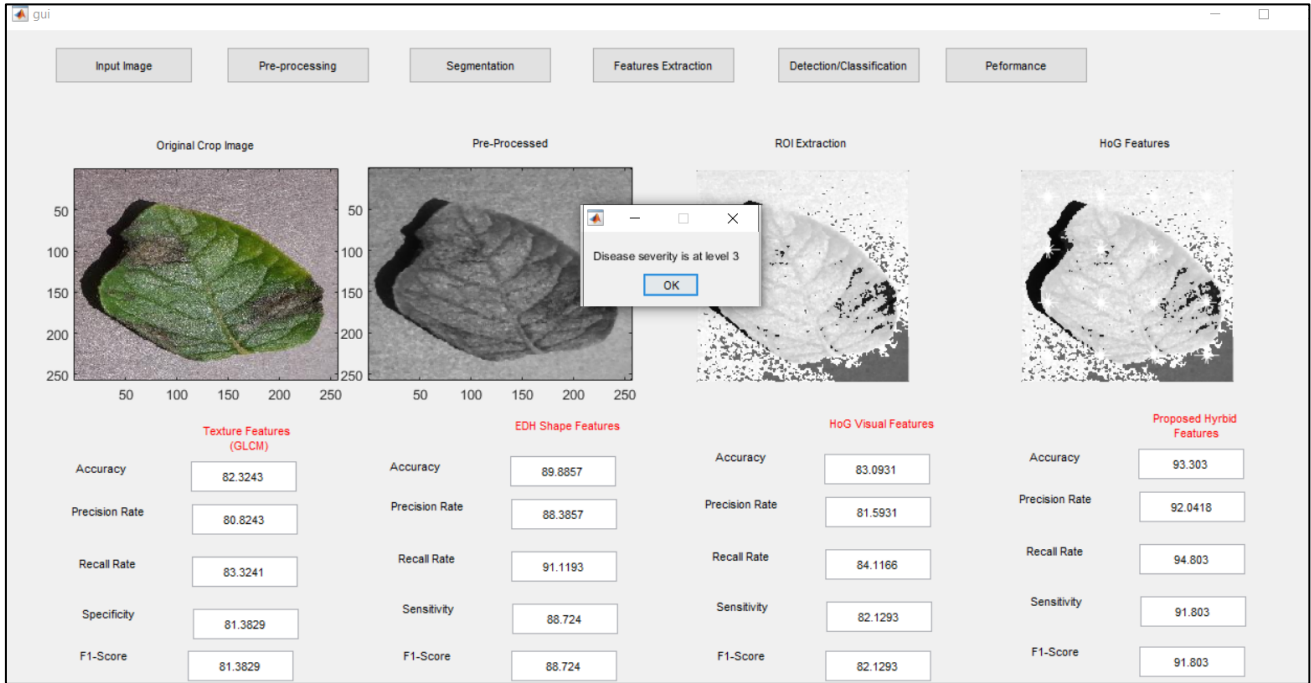 gui
Input Image
Pre-processing
Segmentation
Features Extraction
Detection/Classification
Peformance
Original Crop Image
Pre-Processed
ROI Extraction
HoG Features
50
100
150
200
250
50 100 150 200 250
50
100
150
200
250
50 100 150 200 250
Disease severity is at level 3
OK
Texture Features
(GLCM)
Accuracy 82.3243
Precision Rate 80.8243
Recall Rate 83.3241
Specificity 81.3829
F1-Score 81.3829
EDH Shape Features
Accuracy 89.8857
Precision Rate 88.3857
Recall Rate 91.1193
Sensitivity 88.724
F1-Score 88.724
HoG Visual Features
Accuracy 83.0931
Precision Rate 81.5931
Recall Rate 84.1166
Sensitivity 82.1293
F1-Score 82.1293
Proposed Hyrbid
Features
Accuracy 93.303
Precision Rate 92.0418
Recall Rate 94.803
Sensitivity 91.803
F1-Score 91.803